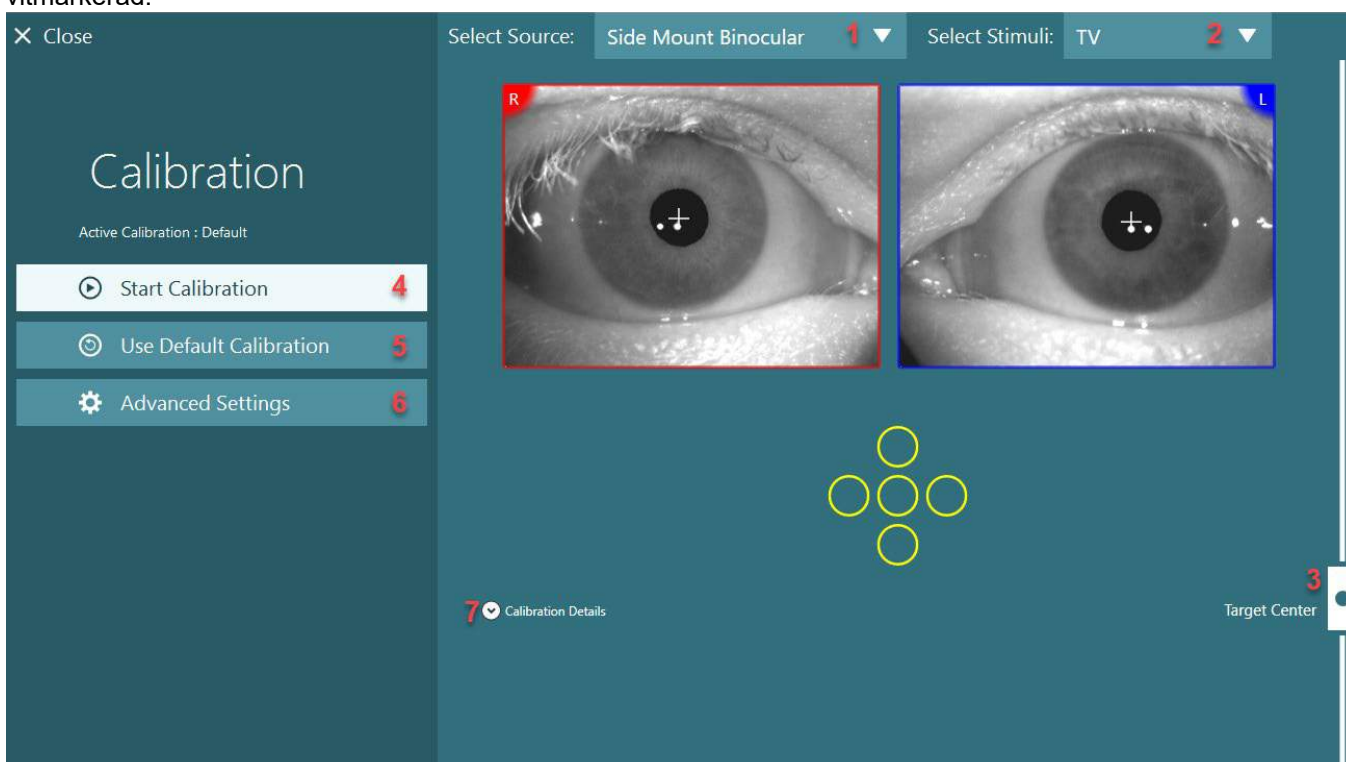 vitmarkerad.
Close Select Source: Side Mount Binocular 1 Select Stimuli: TV 2
R L
Calibration
Active Calibration : Default
Start Calibration 4
Use Default Calibration 5
Advanced Settings 6
3
7 Calibration Details Target Center